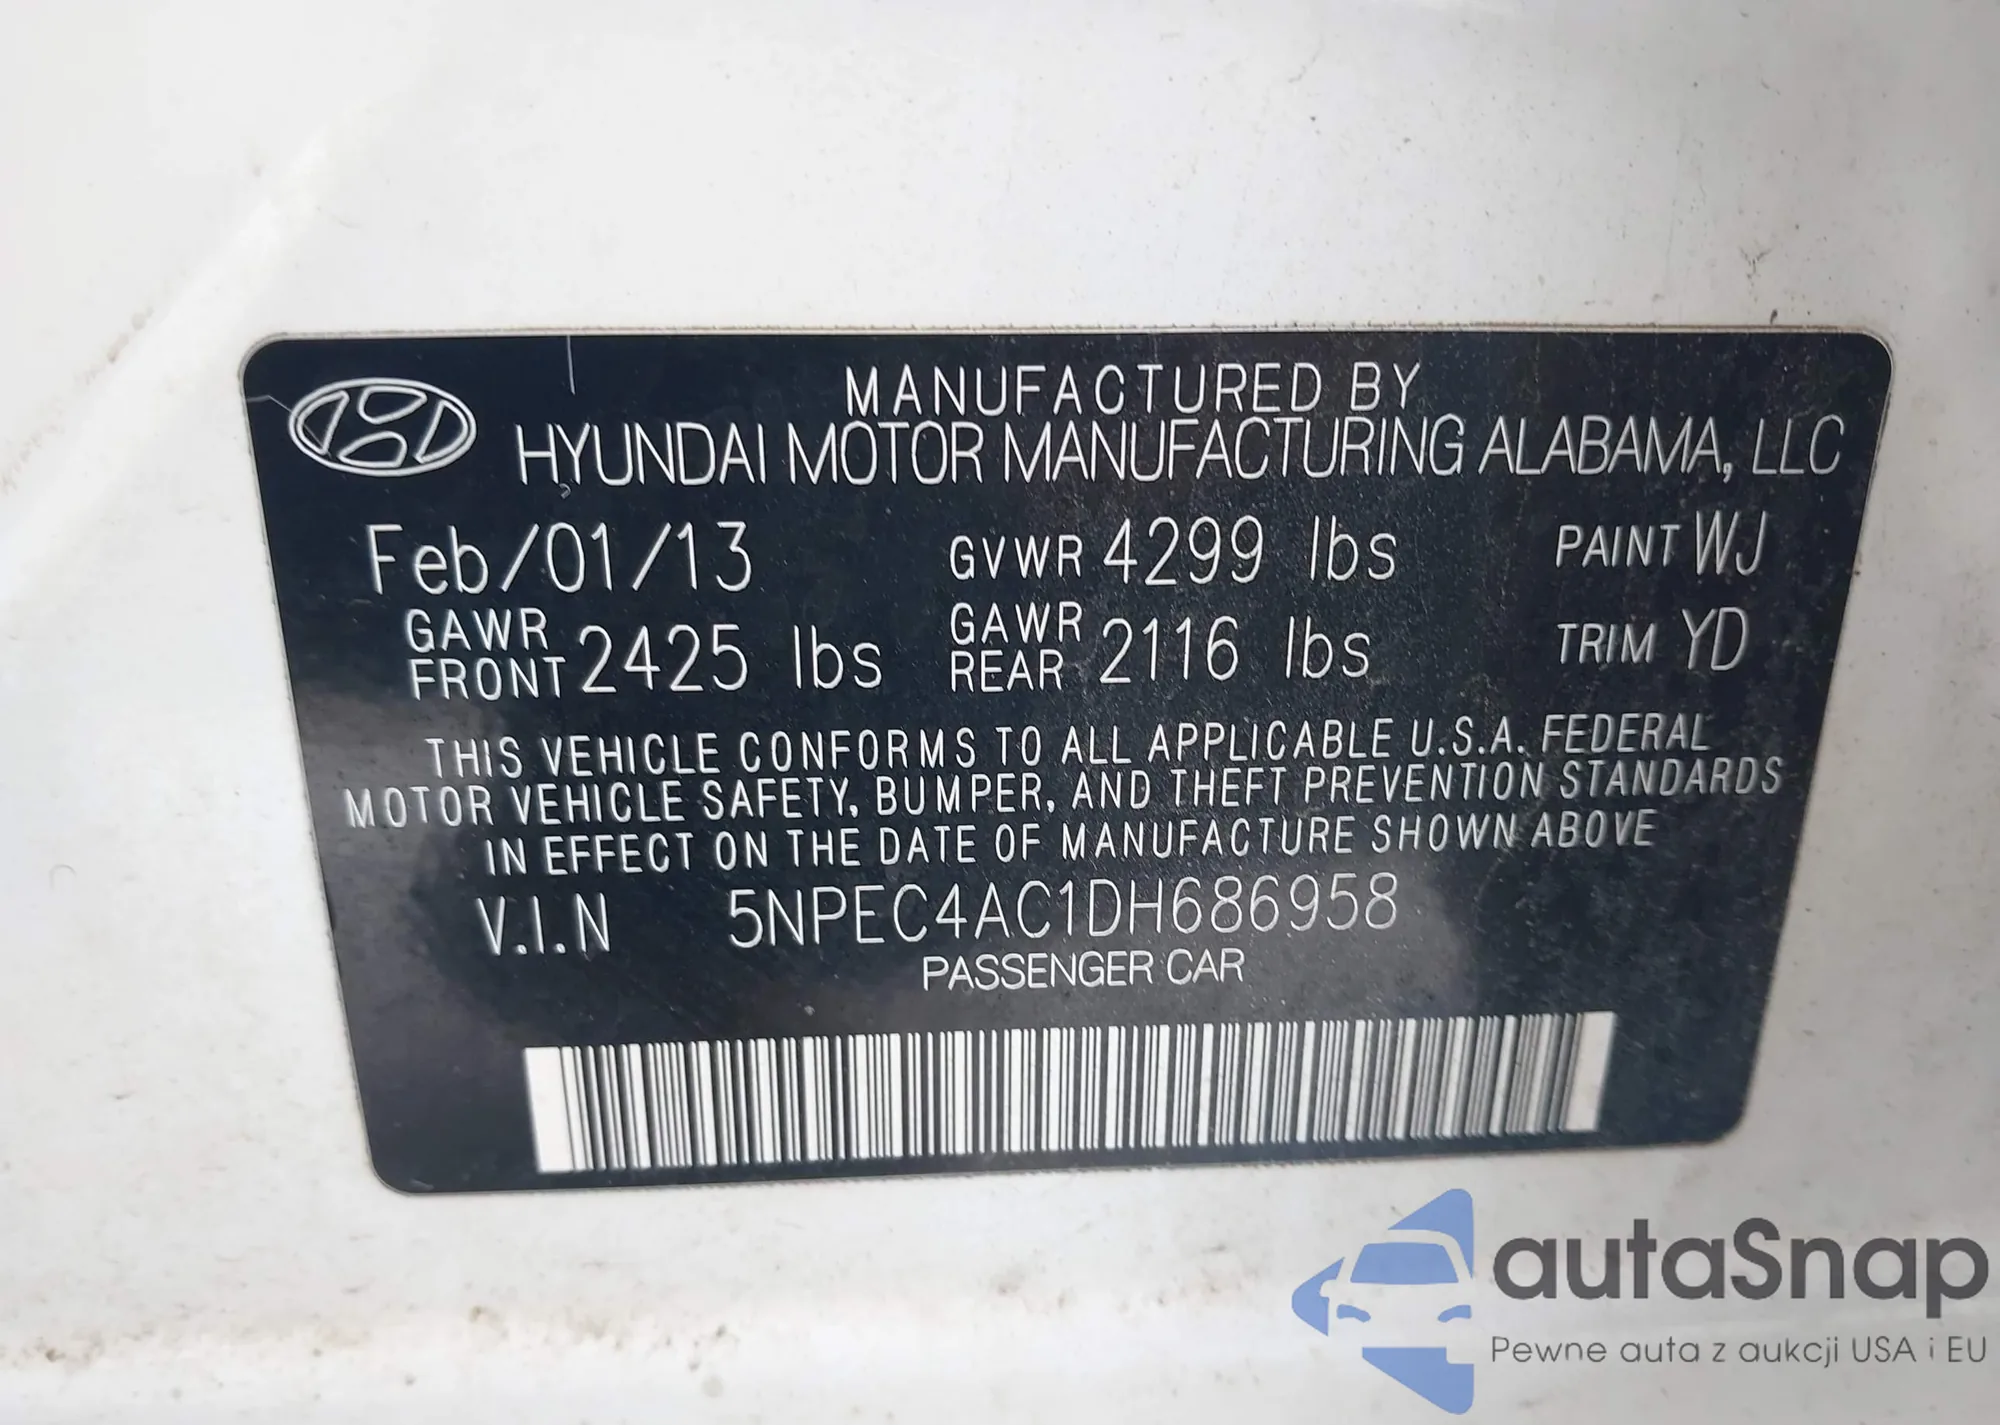 MANUFACTURED BY
HYUNDAI MOTOR MANUFACTURING ALABAMA, LLC
Feb/01/13 GVWR 4299 lbs PAINT WJ
GAWR FRONT 2425 lbs GAWR REAR 2116 lbs TRIM YD
THIS VEHICLE CONFORMS TO ALL APPLICABLE U.S.A. FEDERAL
MOTOR VEHICLE SAFETY, BUMPER, AND THEFT PREVENTION STANDARDS
IN EFFECT ON THE DATE OF MANUFACTURE SHOWN ABOVE
V.I.N 5NPEC4AC1DH686958
PASSENGER CAR
autaSnap
Pewne auta z aukcji USA i EU